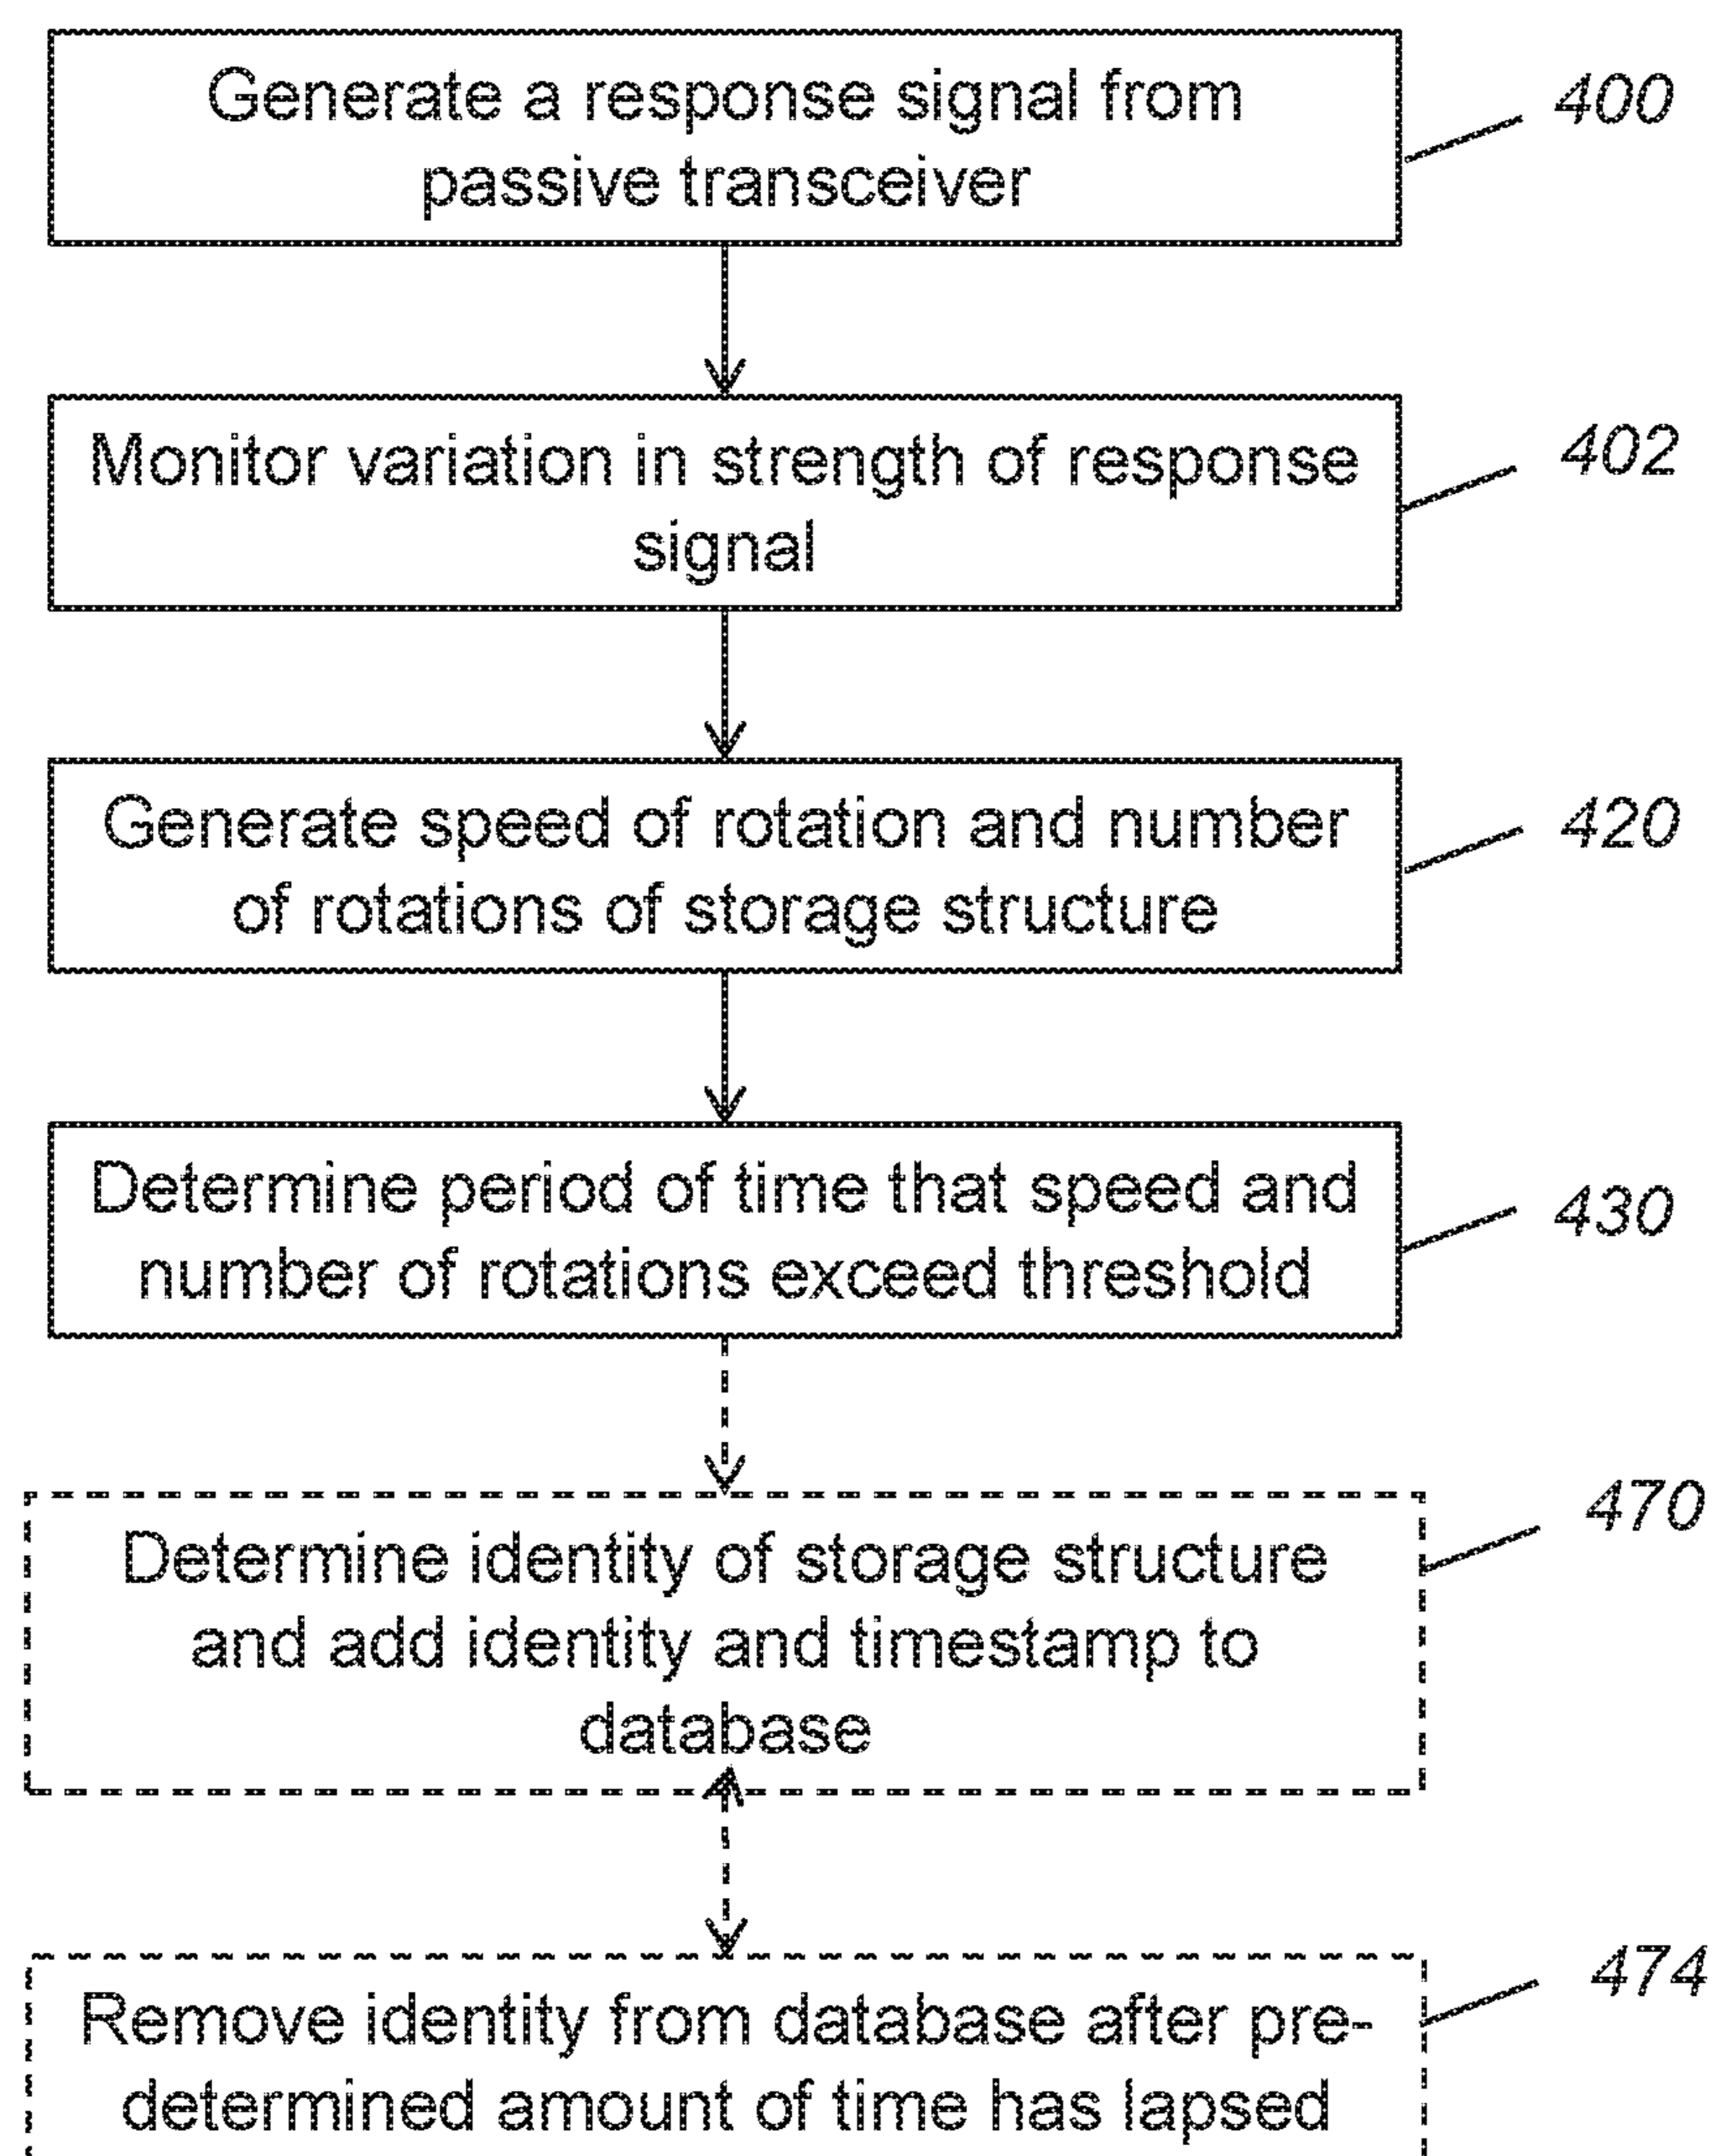 Generate a response signal from
passive transceiver
400
Monitor variation in strength of response
signal
402
Generate speed of rotation and number
of rotations of storage structure
420
Determine period of time that speed and
number of rotations exceed threshold
430
Determine identity of storage structure
and add identity and timestamp to
database
470
Remove identity from database after pre-
determined amount of time has lapsed
474